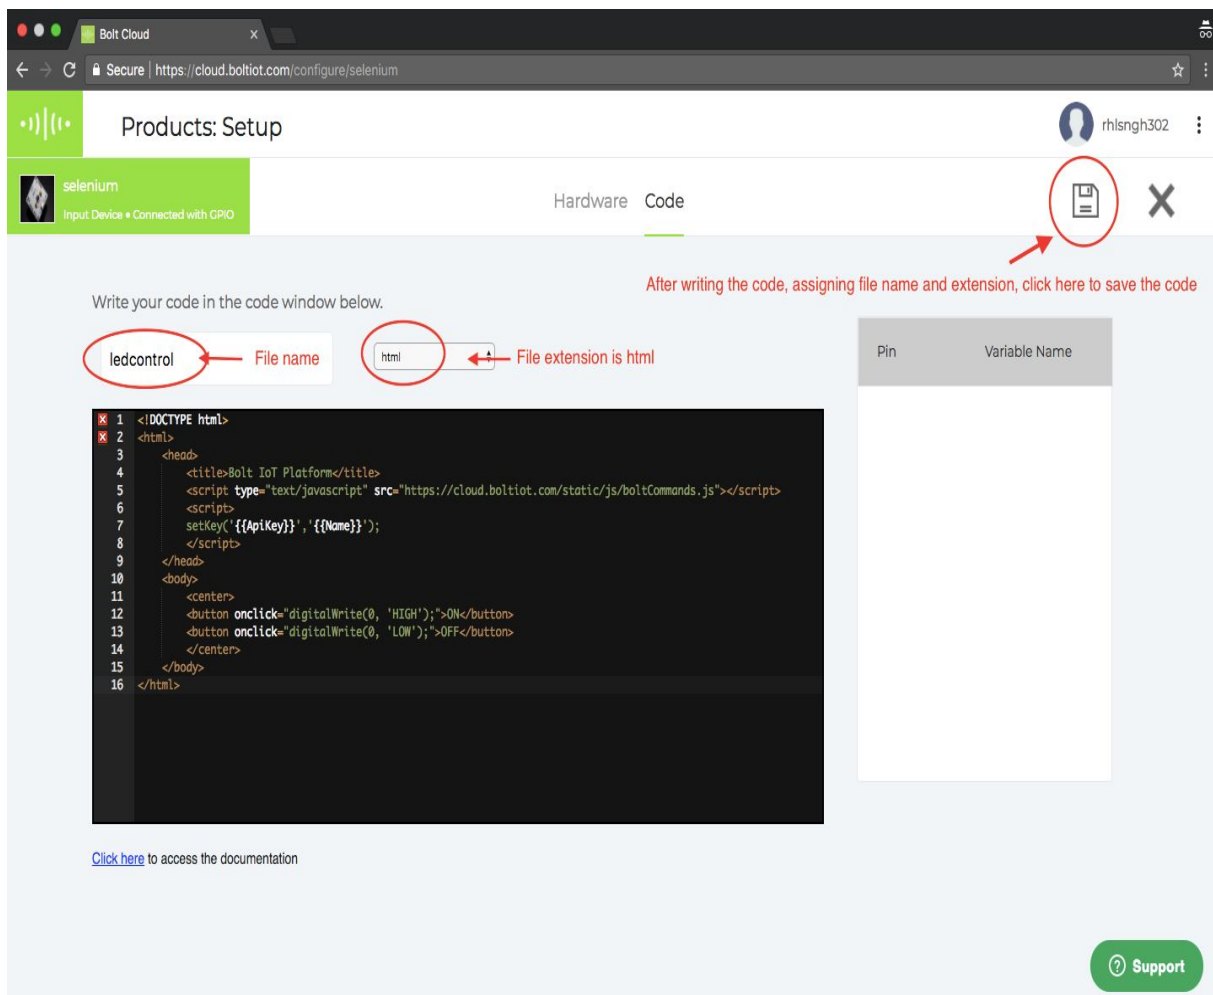 Bolt Cloud
Secure | https://cloud.boltiot.com/configure/selenium
Products: Setup
rhlsngh302
selenium
Input Device • Connected with GPIO
Hardware Code
After writing the code, assigning file name and extension, click here to save the code
Write your code in the code window below.
ledcontrol File name html File extension is html
Pin Variable Name
1 <!DOCTYPE html>
2 <html>
3 <head>
4 <title>Bolt IoT Platform</title>
5 <script type="text/javascript" src="https://cloud.boltiot.com/static/js/boltCommands.js"></script>
6 <script>
7 setKey('{{ApiKey}}','{{Name}}');
8 </script>
9 </head>
10 <body>
11 <center>
12 <button onclick="digitalWrite(0, 'HIGH');">ON</button>
13 <button onclick="digitalWrite(0, 'LOW');">OFF</button>
14 </center>
15 </body>
16 </html>
Click here to access the documentation
Support